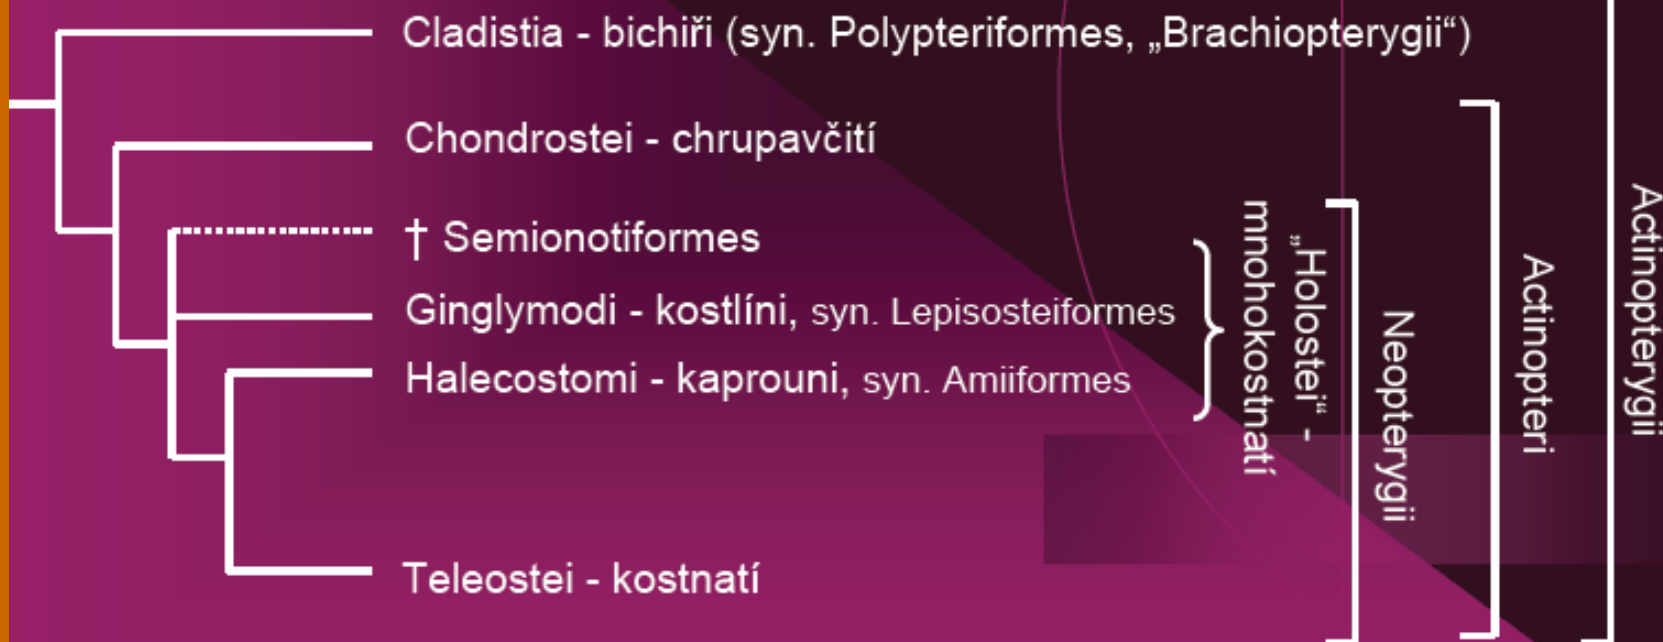 Cladistia - bichiři (syn. Polypteriformes, „Brachiopterygii“)
Chondrostei - chrupavčití
† Semionotiformes
Ginglymodi - kostlíni, syn. Lepisosteiformes
Halecostomi - kaprouni, syn. Amiiformes
Teleostei - kostnatí
„Holostei“ -
mnohokostnatí
Neopterygii
Actinopteri
Actinopterygii